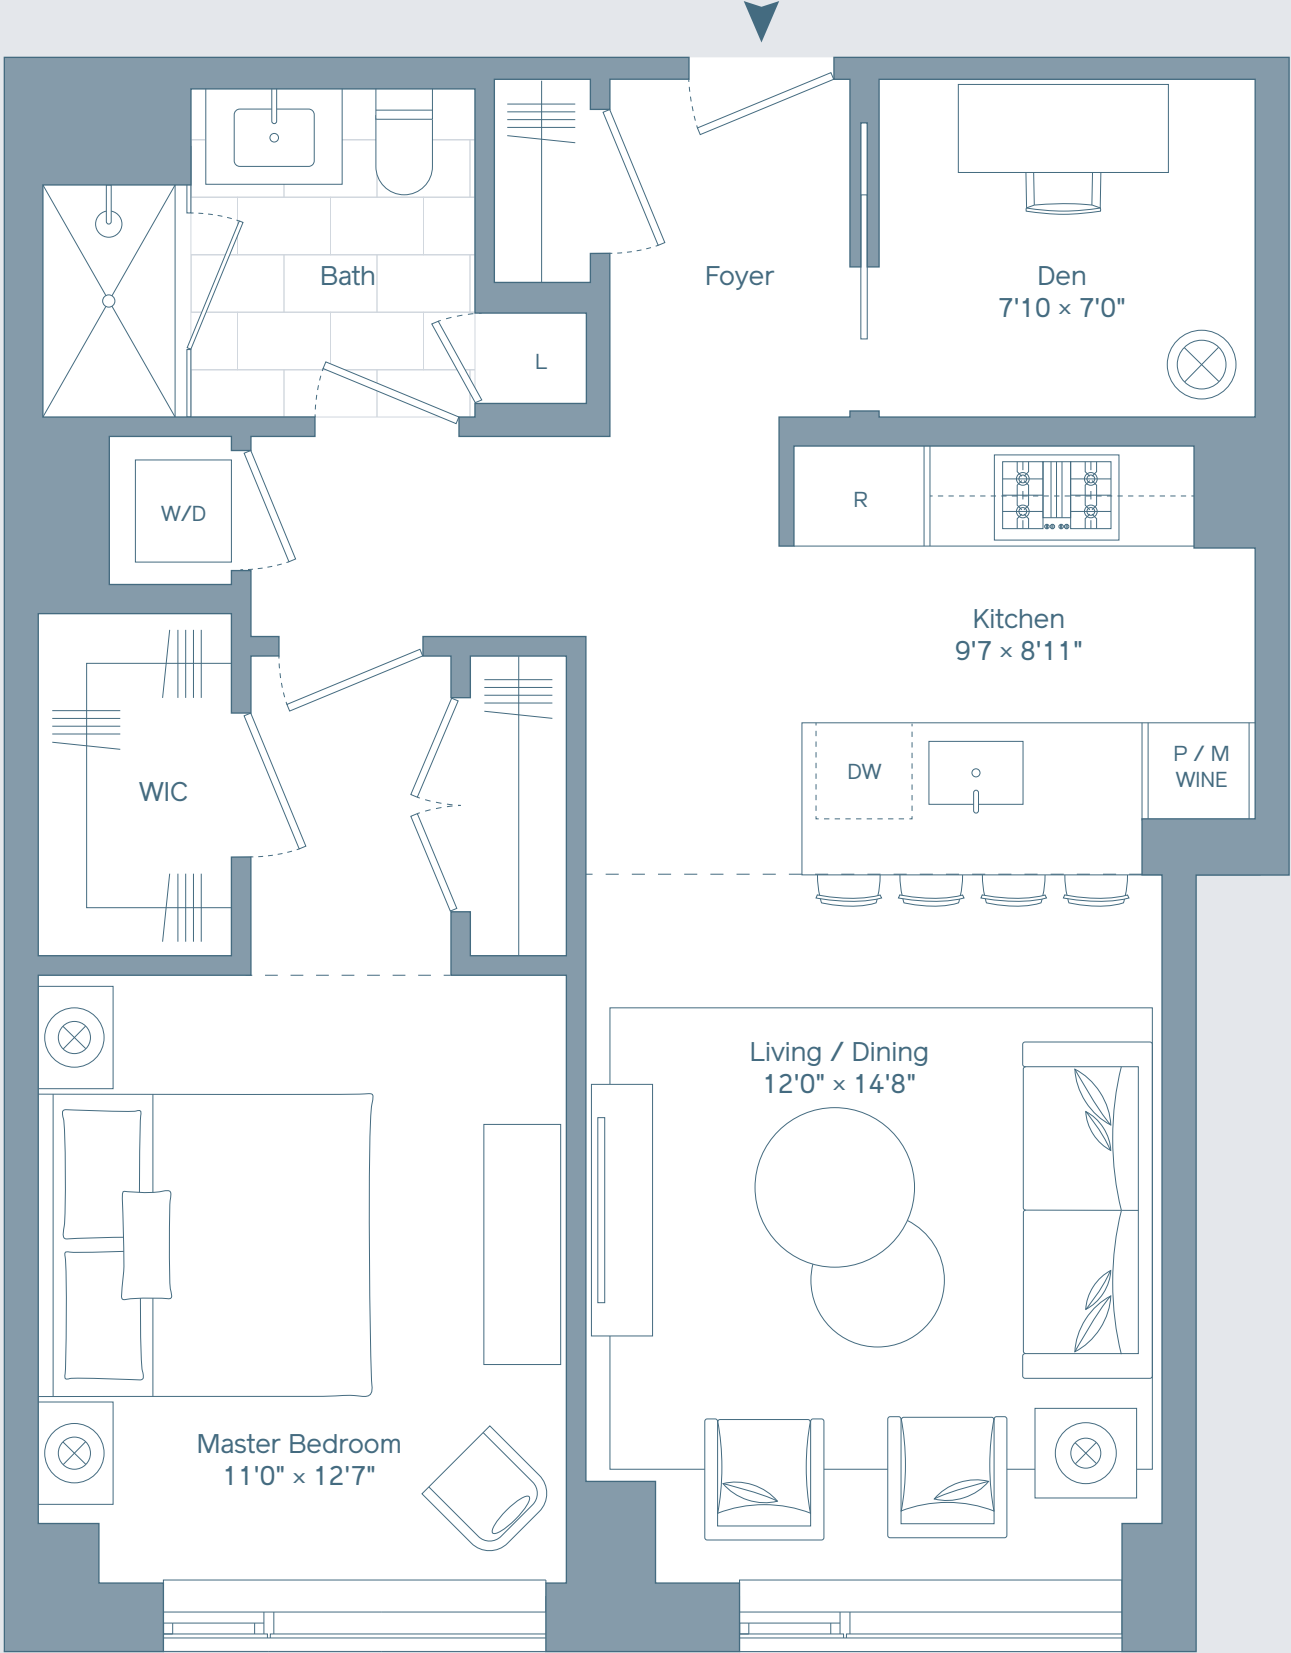 Bath
Foyer
Den
7'10 × 7'0"
L
W/D
R
Kitchen
9'7 × 8'11"
WIC
DW
P / M
WINE
Living / Dining
12'0" × 14'8"
Master Bedroom
11'0" × 12'7"